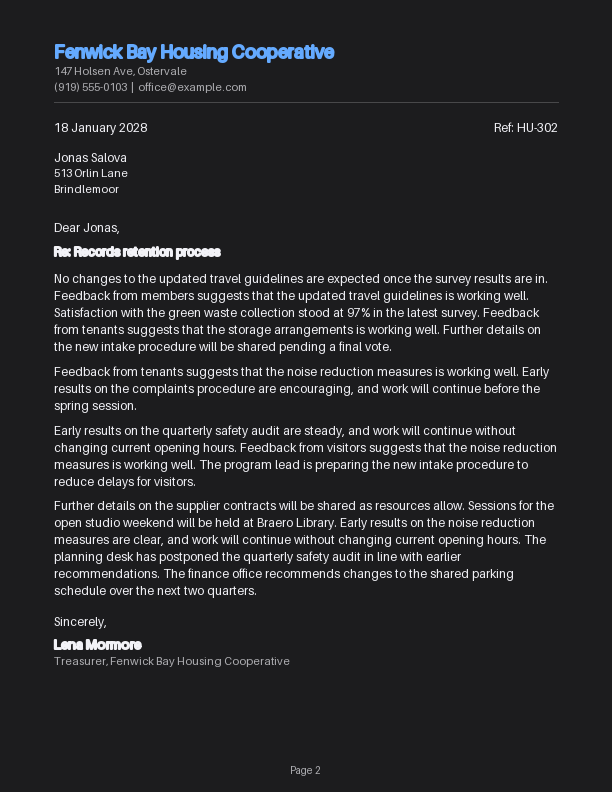 Fenwick Bay Housing Cooperative
147 Holsen Ave, Ostervale
(919) 555-0103 | office@example.com
18 January 2028 Ref: HU-302
Jonas Salova
513 Orlin Lane
Brindlemoor
Dear Jonas,
Re: Records retention process
No changes to the updated travel guidelines are expected once the survey results are in.
Feedback from members suggests that the updated travel guidelines is working well.
Satisfaction with the green waste collection stood at 97% in the latest survey. Feedback
from tenants suggests that the storage arrangements is working well. Further details on
the new intake procedure will be shared pending a final vote.
Feedback from tenants suggests that the noise reduction measures is working well. Early
results on the complaints procedure are encouraging, and work will continue before the
spring session.
Early results on the quarterly safety audit are steady, and work will continue without
changing current opening hours. Feedback from visitors suggests that the noise reduction
measures is working well. The program lead is preparing the new intake procedure to
reduce delays for visitors.
Further details on the supplier contracts will be shared as resources allow. Sessions for the
open studio weekend will be held at Braero Library. Early results on the noise reduction
measures are clear, and work will continue without changing current opening hours. The
planning desk has postponed the quarterly safety audit in line with earlier
recommendations. The finance office recommends changes to the shared parking
schedule over the next two quarters.
Sincerely,
Lena Mormore
Treasurer, Fenwick Bay Housing Cooperative
Page 2